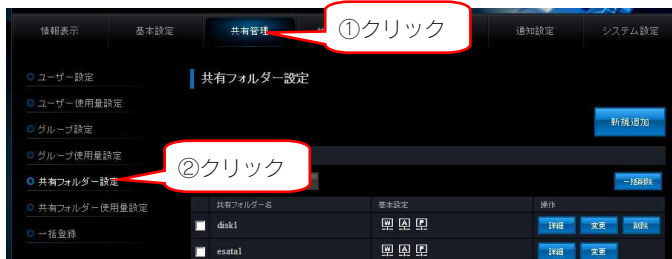 情報表示 基本設定 共有管理 通知設定 システム設定
①クリック
ユーザー設定
共有フォルダー設定
ユーザー使用量設定
グループ設定
新規追加
グループ使用量設定
②クリック
共有フォルダー設定
一括削除
共有フォルダー使用量設定
共有フォルダー名 基本設定 操作
一括登録
disk1 W A F 詳細 変更 削除
esata1 W A F 詳細 変更